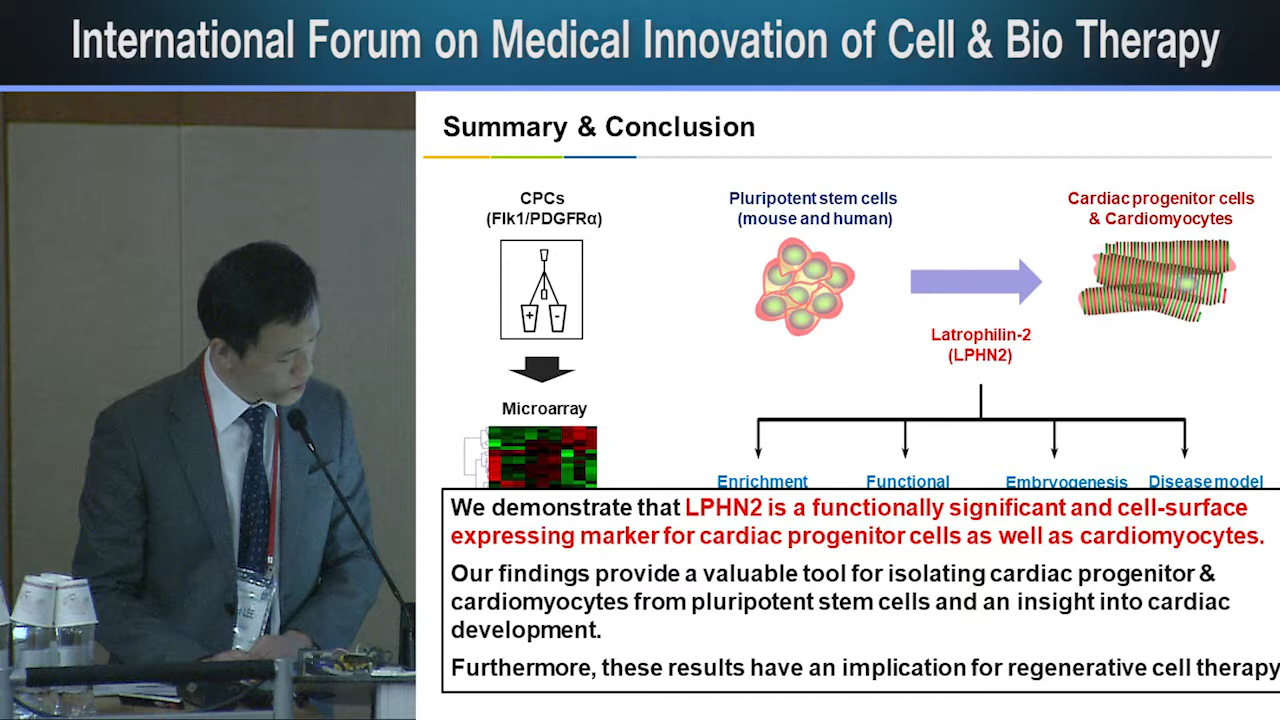 International Forum on Medical Innovation of Cell & Bio Therapy
Summary & Conclusion
CPCs
(Flk1/PDGFRα)
+ -
Microarray
Pluripotent stem cells
(mouse and human)
Cardiac progenitor cells
& Cardiomyocytes
Latrophilin-2
(LPHN2)
Enrichment
Functional
Embryogenesis
Disease model
We demonstrate that LPHN2 is a functionally significant and cell-surface
expressing marker for cardiac progenitor cells as well as cardiomyocytes.
Our findings provide a valuable tool for isolating cardiac progenitor &
cardiomyocytes from pluripotent stem cells and an insight into cardiac
development.
Furthermore, these results have an implication for regenerative cell therapy
LEE